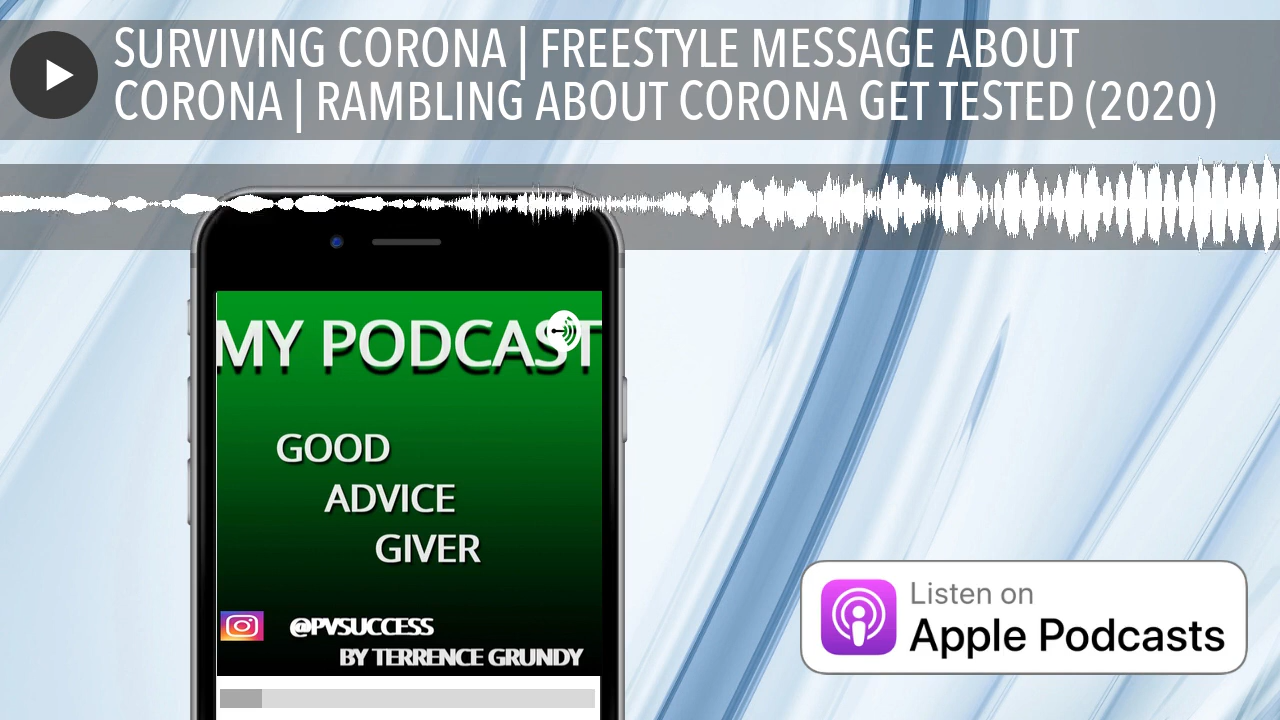 SURVIVING CORONA | FREESTYLE MESSAGE ABOUT
CORONA | RAMBLING ABOUT CORONA GET TESTED (2020)
MY PODCAST
GOOD
ADVICE
GIVER
@PVSUCCESS
BY TERRENCE GRUNDY
Listen on
Apple Podcasts